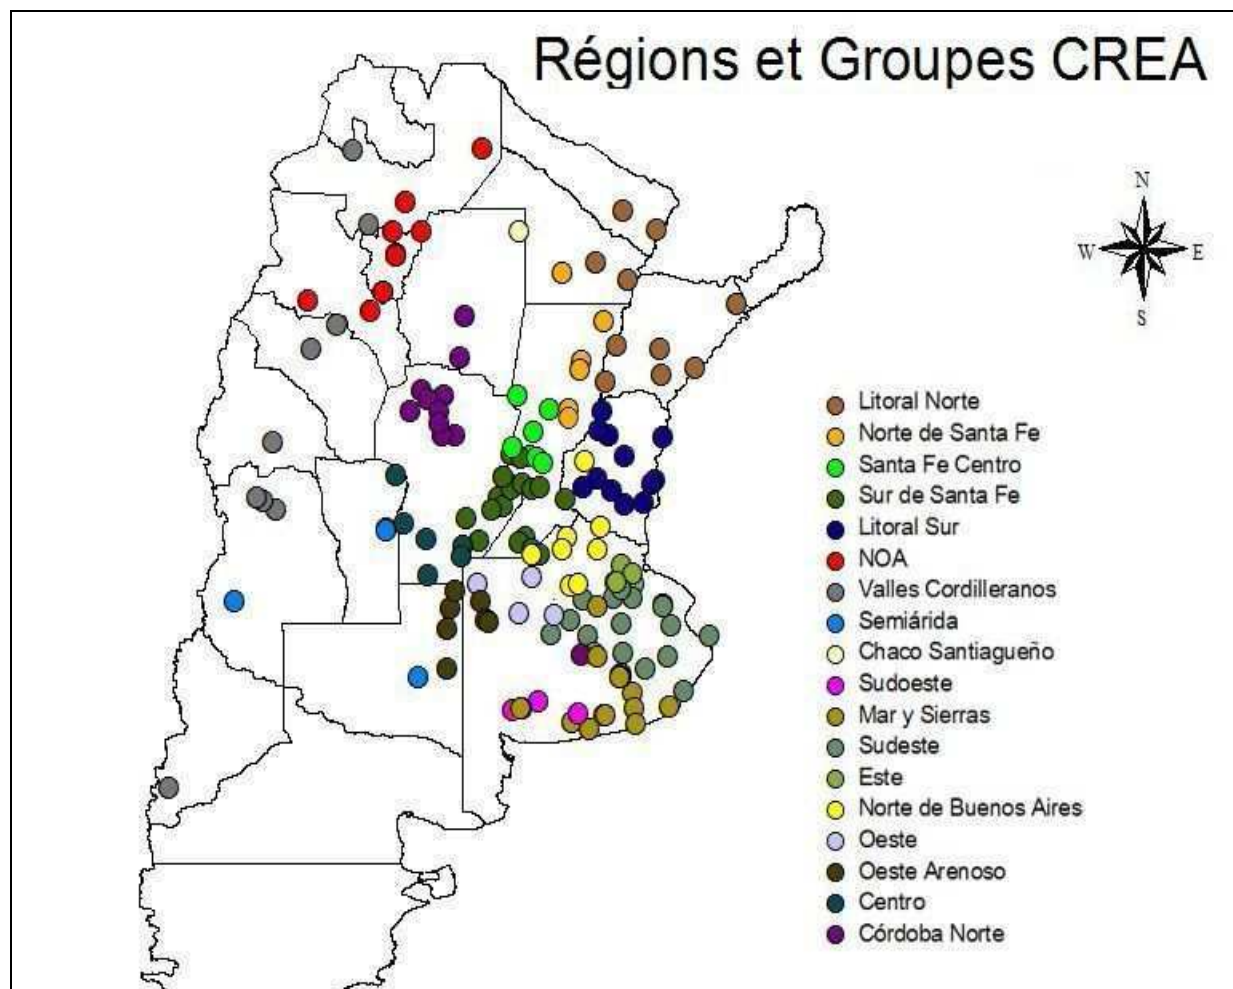 Régions et Groupes CREA
N
W
E
S
Litoral Norte
Norte de Santa Fe
Santa Fe Centro
Sur de Santa Fe
Litoral Sur
NOA
Valles Cordilleranos
Semiárida
Chaco Santiagueño
Sudoeste
Mar y Sierras
Sudeste
Este
Norte de Buenos Aires
Oeste
Oeste Arenoso
Centro
Córdoba Norte